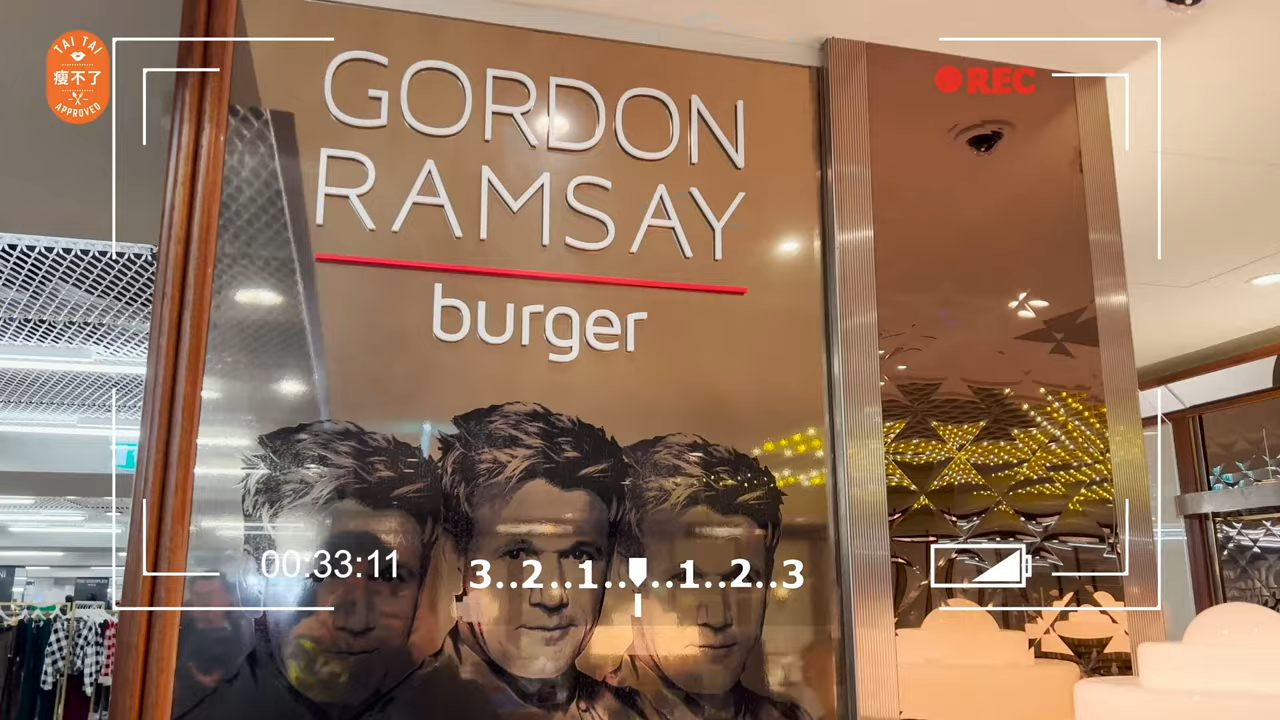 TAI TAI
瘦不了
APPROVED
GORDON
RAMSAY
burger
REC
00:33:11
3..2..1....1..2..3